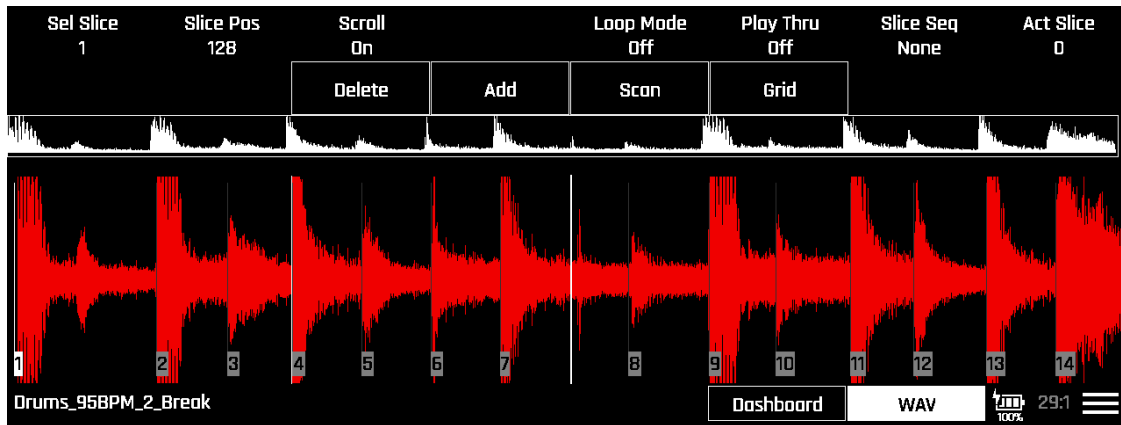 Sel Slice Slice Pos Scroll Loop Mode Play Thru Slice Seq Act Slice
1 128 On Off Off None 0
Delete Add Scan Grid
1 2 3 4 5 6 7 8 9 10 11 12 13 14
Drums_95BPM_2_Break Dashboard WAV 100% 29:1